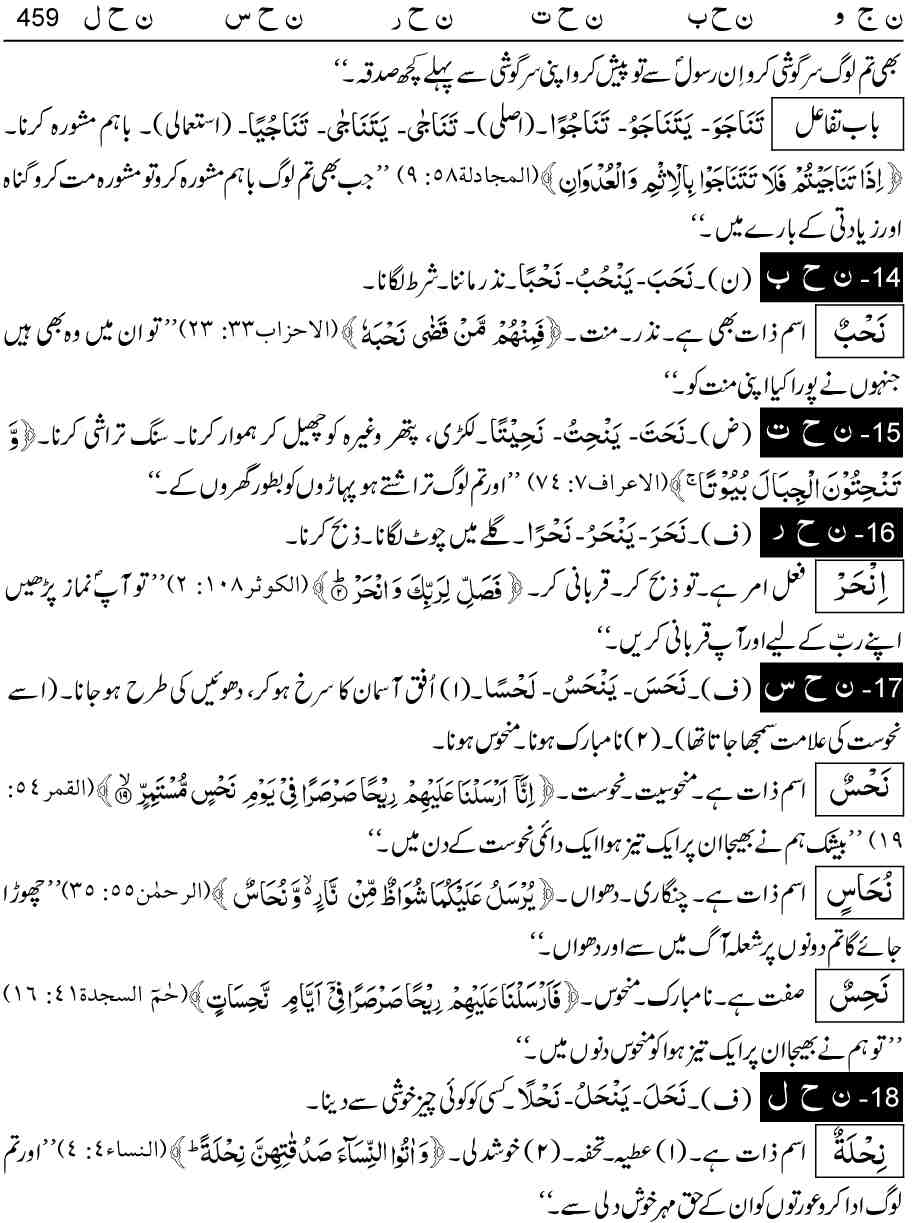 ن ج و ن ح ب ن ح ت ن ح ر ن ح س ن ح ل 459
بھی تم لوگ سرگوشی کرو اِن رسولؐ سے تو پیش کرو اپنی سرگوشی سے پہلے کچھ صدقہ۔‘‘
باب تفاعل تَنَاجَوَ- یَتَنَاجَوُ- تَنَاجُوًا۔(اصلی)۔ تَنَاجٰی- یَتَنَاجٰی- تَنَاجُیًا۔ (استعمالی)۔ باہم مشورہ کرنا۔
﴿ اِذَا تَنَاجَیْتُمْ فَلَا تَتَنَاجَوْا بِالْاِثْمِ وَالْعُدْوَانِ ﴾(المجادلة٥٨: ٩) ’’جب بھی تم لوگ باہم مشورہ کرو تو مشورہ مت کرو گناہ
اور زیادتی کے بارے میں۔‘‘
14- ن ح ب (ن)۔نَحَبَ- یَنْحُبُ- نَحْبًا۔نذر ماننا۔شرط لگانا۔
نَحْبٌ اسم ذات بھی ہے۔نذر۔منت۔﴿فَمِنْهُمْ مَّنْ قَضٰی نَحْبَهٗ ﴾(الاحزاب٣٣: ٢٣)’’تو ان میں وہ بھی ہیں
جنہوں نے پورا کیا اپنی منت کو۔‘‘
15- ن ح ت (ض)۔نَحَتَ- یَنْحِتُ- نَحِیْتًا۔لکڑی، پتھر وغیرہ کو چھیل کر ہموار کرنا۔ سنگ تراشی کرنا۔﴿وَّ
تَنْحِتُوْنَ الْجِبَالَ بُیُوْتًا ۚ ﴾(الاعراف٧: ٧٤) ’’اور تم لوگ تراشتے ہو پہاڑوں کو بطور گھروں کے۔‘‘
16- ن ح ر (ف)۔نَحَرَ- یَنْحَرُ- نَحْرًا۔ گلے میں چوٹ لگانا۔ذبح کرنا۔
اِنْحَرْ فعل امر ہے۔تو ذبح کر۔قربانی کر۔﴿ فَصَلِّ لِرَبِّكَ وَانْحَرْ ؕ۲ ﴾(الکوثر١٠٨: ٢)’’تو آپؐ نماز پڑھیں
اپنے ربّ کے لیے اور آپ قربانی کریں۔‘‘
17- ن ح س (ف)۔نَحَسَ- یَنْحَسُ- لَحْسًا۔(۱) اُفق آسمان کا سرخ ہو کر، دھوئیں کی طرح ہو جانا۔(اسے
نحوست کی علامت سمجھا جاتا تھا)۔(۲)نامبارک ہونا۔منحوس ہونا۔
نَحْسٌ اسم ذات ہے۔منحوسیت۔نحوست۔﴿ اِنَّاۤ اَرْسَلْنَا عَلَیْهِمْ رِیْحًا صَرْصَرًا فِیْ یَوْمِ نَحْسٍ مُّسْتَمِرٍّ ۙ۱۹ ﴾(القمر٥٤:
١٩) ’’بیشک ہم نے بھیجا ان پر ایک تیز ہوا ایک دائمی نحوست کے دن میں۔‘‘
نُحَاسٍ اسم ذات ہے۔ چنگاری۔دھواں۔﴿ یُرْسَلُ عَلَیْكُمَا شُوَاظٌ مِّنْ نَّارٍ ۙ وَّنُحَاسٌ ﴾(الرحمٰن٥٥: ٣٥)’’چھوڑا
جائے گا تم دونوں پر شعلہ آگ میں سے اور دھواں۔‘‘
نَحِسٌ صفت ہے۔نامبارک۔منحوس۔﴿ فَاَرْسَلْنَا عَلَیْهِمْ رِیْحًا صَرْصَرًا فِیْۤ اَیَّامٍ نَّحِسَاتٍ ﴾(حٰمٓ السجدة٤١: ١٦)
’’تو ہم نے بھیجا ان پر ایک تیز ہوا کو منحوس دنوں میں۔‘‘
18- ن ح ل (ف)۔نَحَلَ- یَنْحَلُ- نَحْلًا۔کسی کو کوئی چیز خوشی سے دینا۔
نِحْلَةٌ اسم ذات ہے۔(۱)عطیہ۔تحفہ۔(۲)خوشدلی۔﴿وَاٰتُوا النِّسَآءَ صَدُقٰتِهِنَّ نِحْلَةً ؕ ﴾(النساء٤: ٤)’’اور تم
لوگ ادا کرو عورتوں کو ان کے حق مہر خوش دلی سے۔‘‘